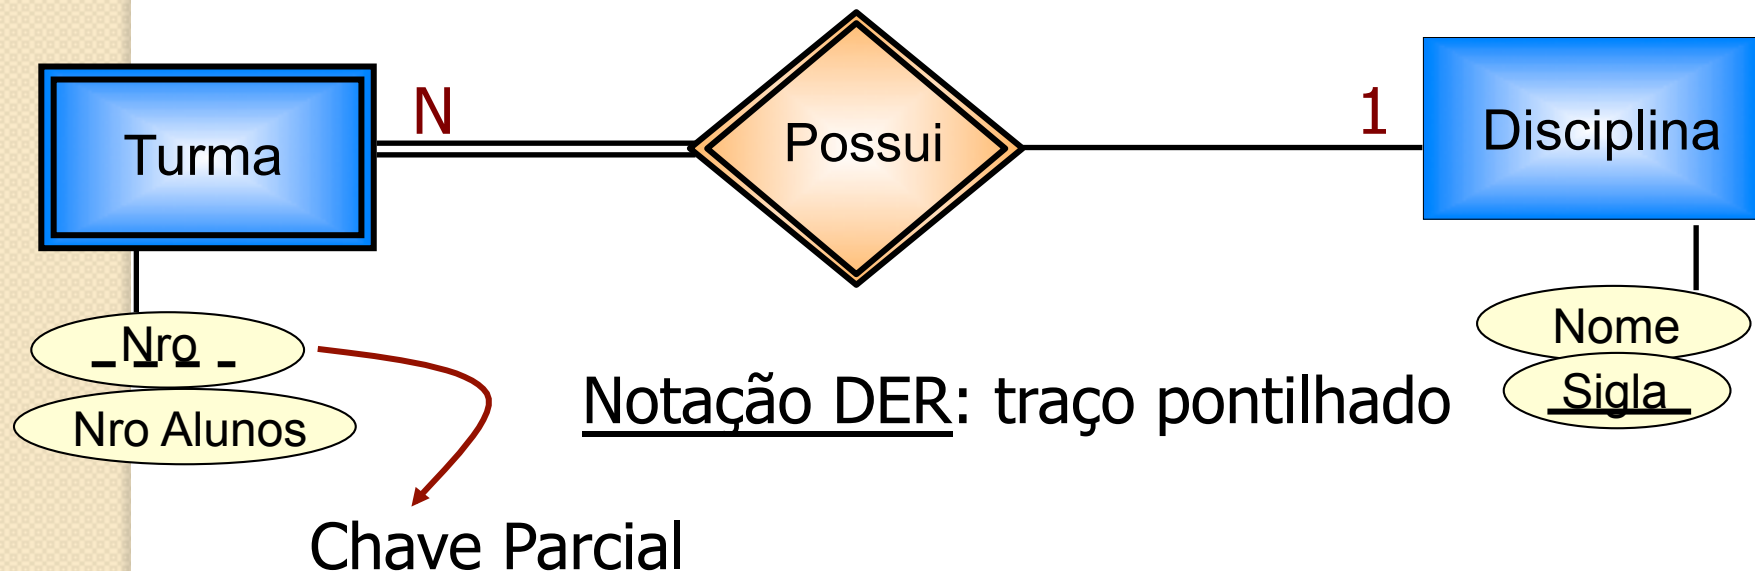 Turma
N
Possui
1
Disciplina
Nro
Nro Alunos
Nome
Sigla
Notação DER: traço pontilhado
Chave Parcial